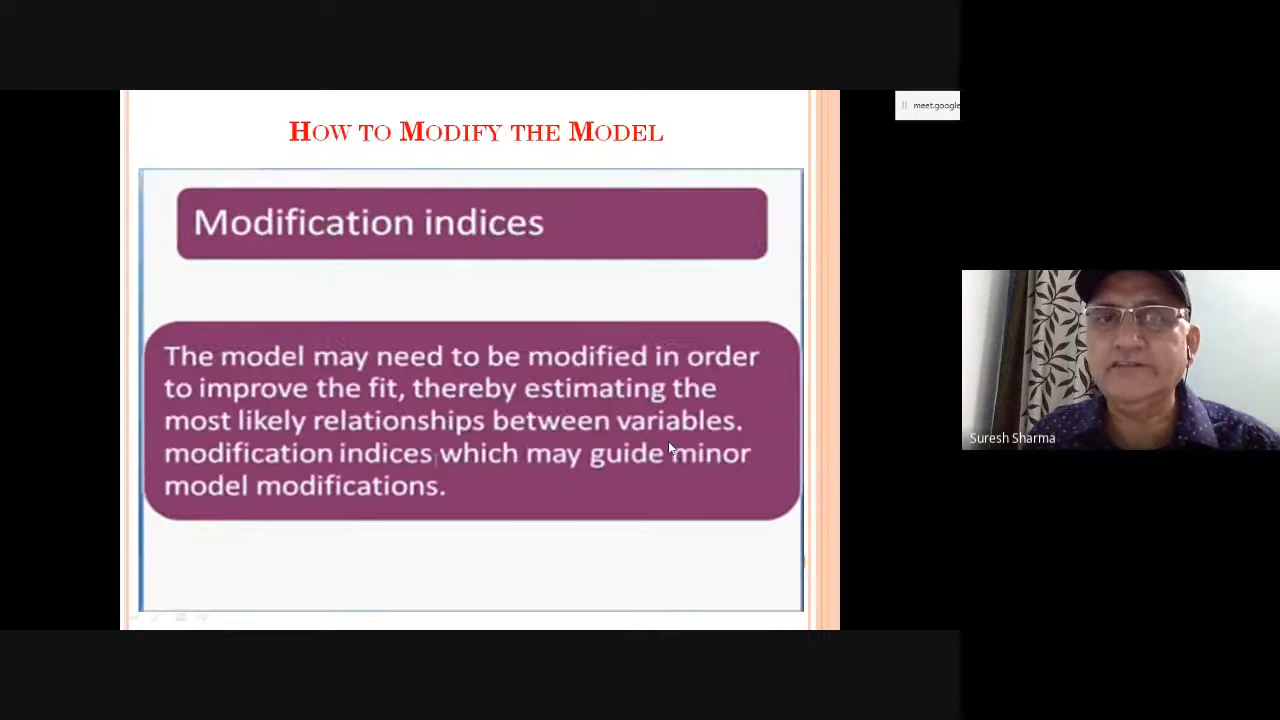 HOW TO MODIFY THE MODEL
meet.google
Modification indices
The model may need to be modified in order
to improve the fit, thereby estimating the
most likely relationships between variables.
modification indices which may guide minor
model modifications.
Suresh Sharma